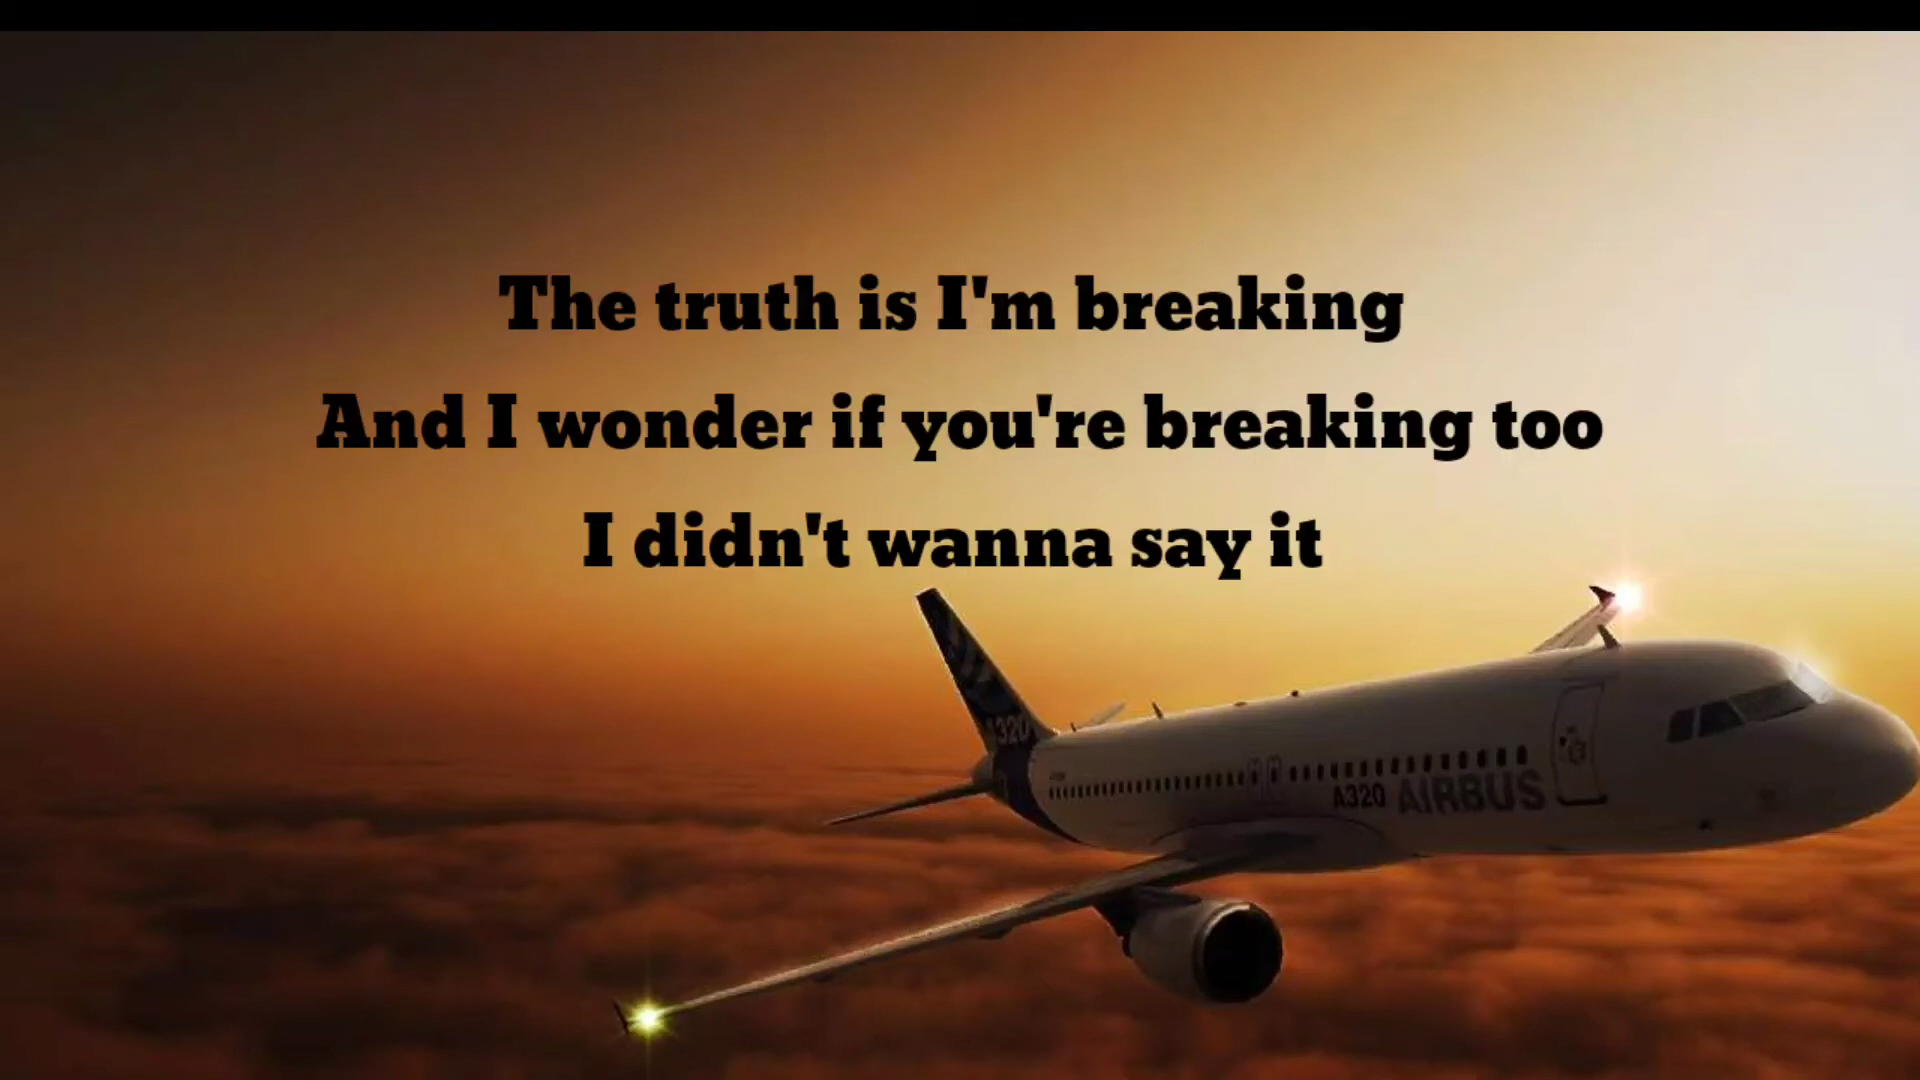 The truth is I'm breaking
And I wonder if you're breaking too
I didn't wanna say it
A320
A320 AIRBUS